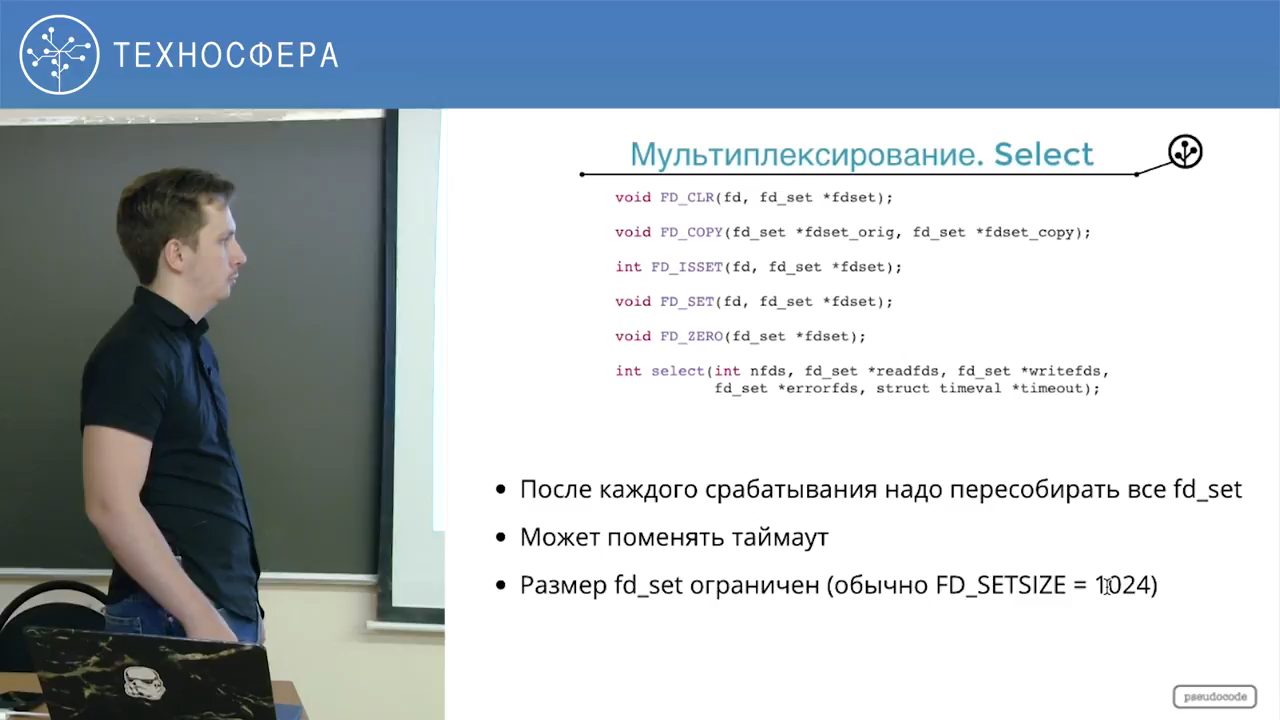 ТЕХНОСФЕРА
Мультиплексирование. Select
void FD_CLR(fd, fd_set *fdset);
void FD_COPY(fd_set *fdset_orig, fd_set *fdset_copy);
int FD_ISSET(fd, fd_set *fdset);
void FD_SET(fd, fd_set *fdset);
void FD_ZERO(fd_set *fdset);
int select(int nfds, fd_set *readfds, fd_set *writefds,
fd_set *errorfds, struct timeval *timeout);
• После каждого срабатывания надо пересобирать все fd_set
• Может поменять таймаут
• Размер fd_set ограничен (обычно FD_SETSIZE = 1024)
pseudocode